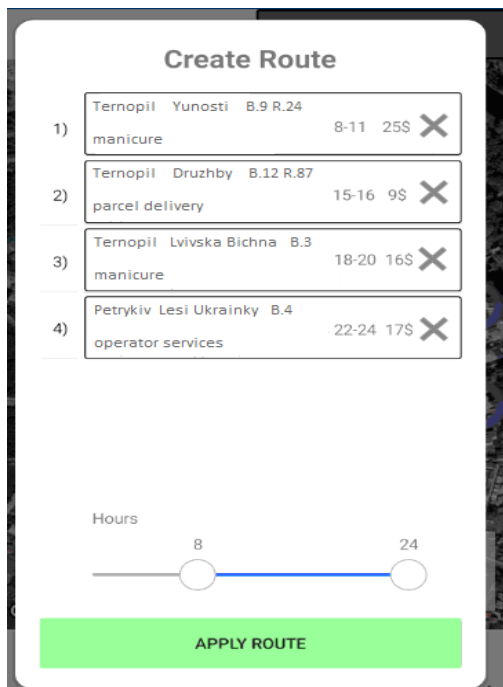 Create Route
1)
Ternopil Yunosti B.9 R.24
manicure
8-11 25$
2)
Ternopil Druzhby B.12 R.87
parcel delivery
15-16 9$
3)
Ternopil Lvivska Bichna B.3
manicure
18-20 16$
4)
Petrykiv Lesi Ukrainky B.4
operator services
22-24 17$
Hours
8 24
APPLY ROUTE